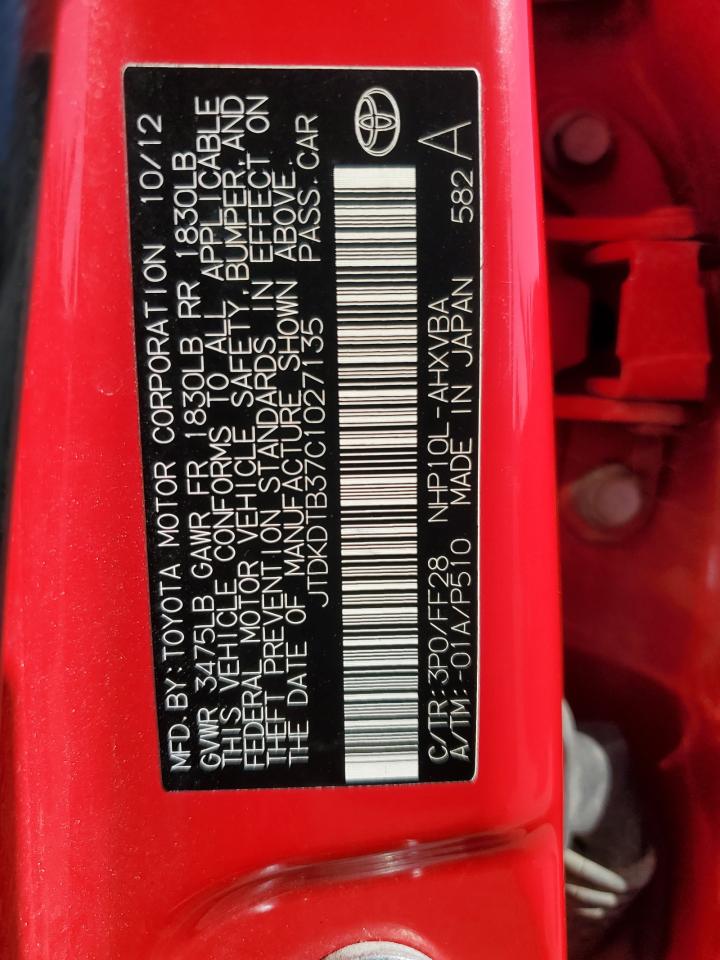 MFD. BY: TOYOTA MOTOR CORPORATION 10/12
GVWR 3475LB GAWR FR 1830LB RR 1830LB
THIS VEHICLE CONFORMS TO ALL APPLICABLE
FEDERAL MOTOR VEHICLE SAFETY, BUMPER, AND
THEFT PREVENTION STANDARDS IN EFFECT ON
THE DATE OF MANUFACTURE SHOWN ABOVE.
JTDKDTB37C1027135 PASS. CAR
C/TR:3P0/FF28 NHP10L-AHXVBA
A/TM:-01A/P510 MADE IN JAPAN 582 A